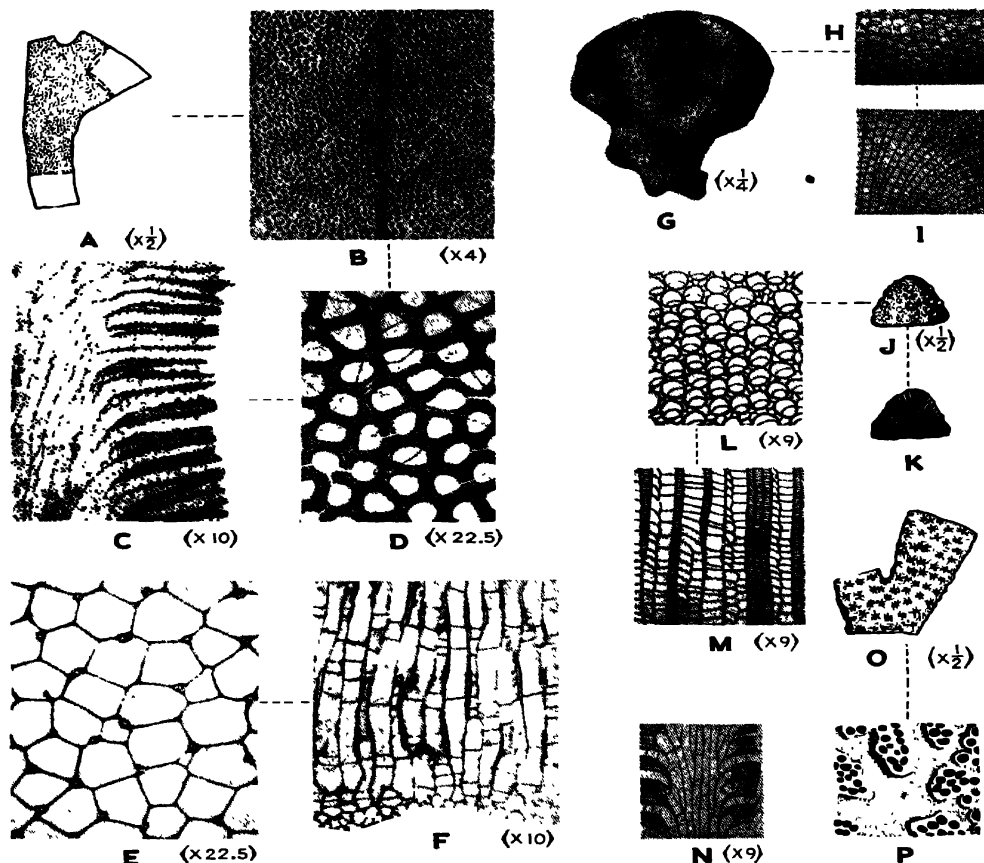 H
A (x½)
B (x4)
G (x¼)
I
C (x10)
D (x22.5)
L (x9)
J (x½)
K
M (x9)
O (x½)
E (x22.5)
F (x10)
N (x9)
P